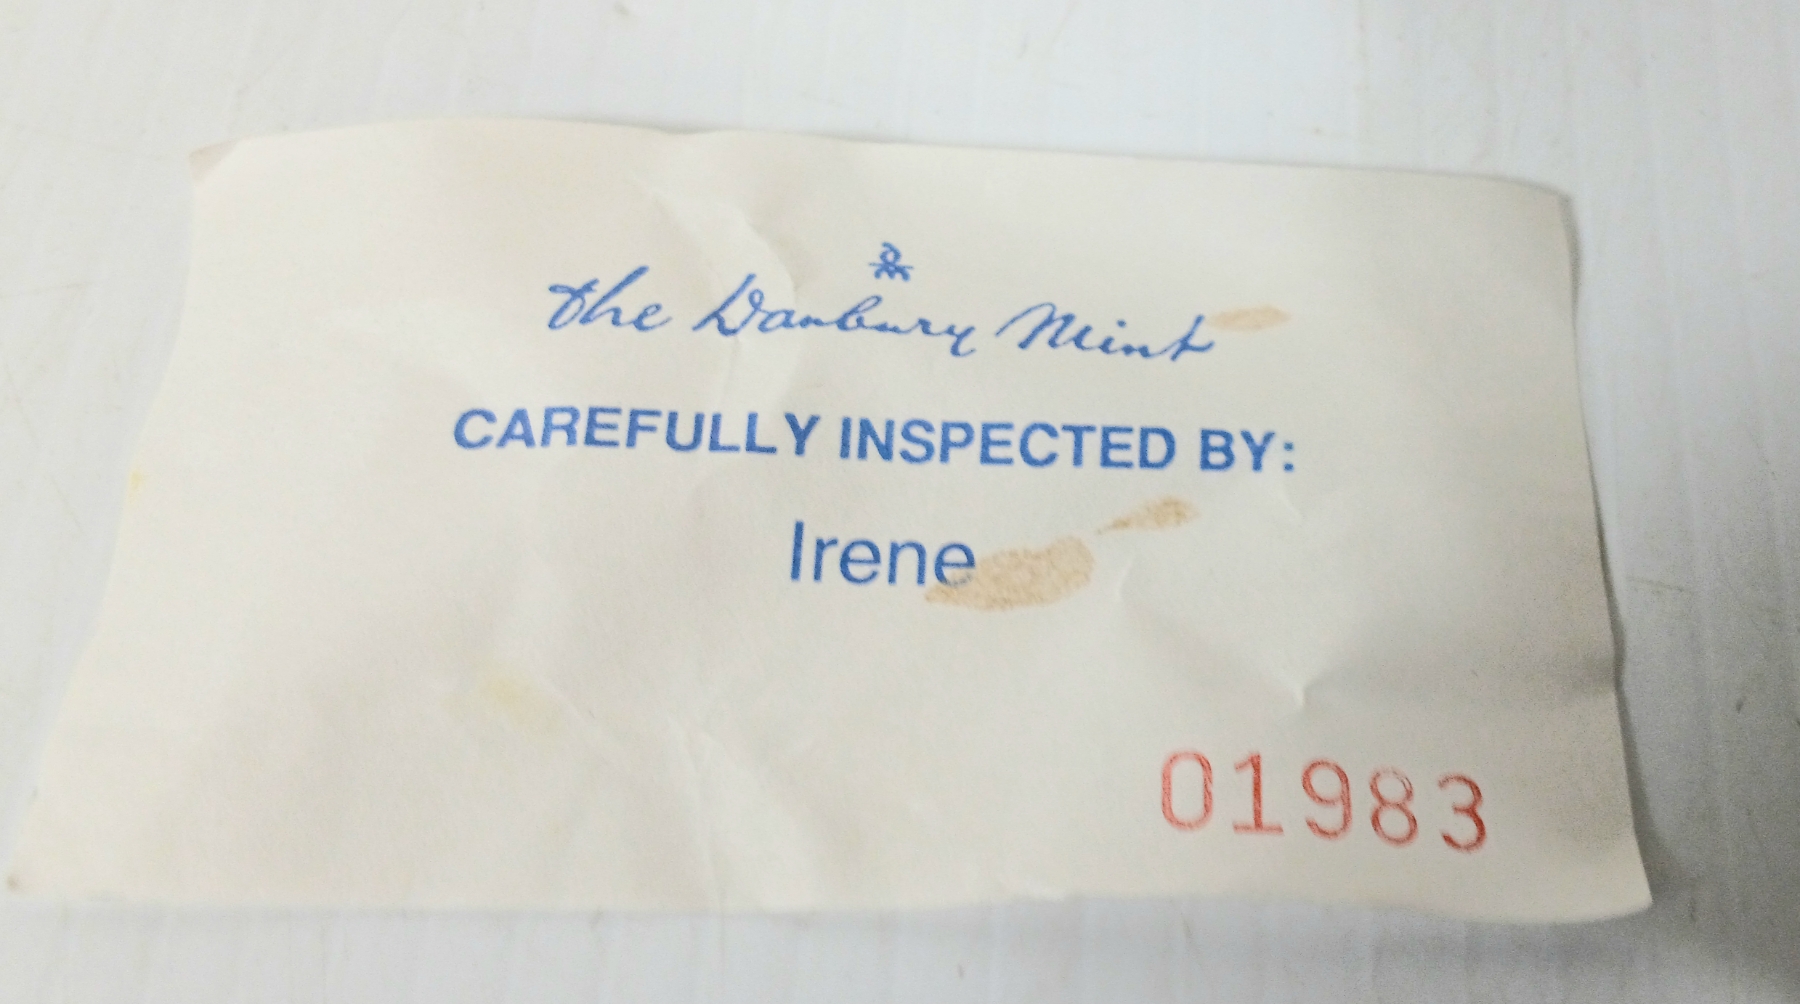 the Danbury Mint
CAREFULLY INSPECTED BY:
Irene
01983